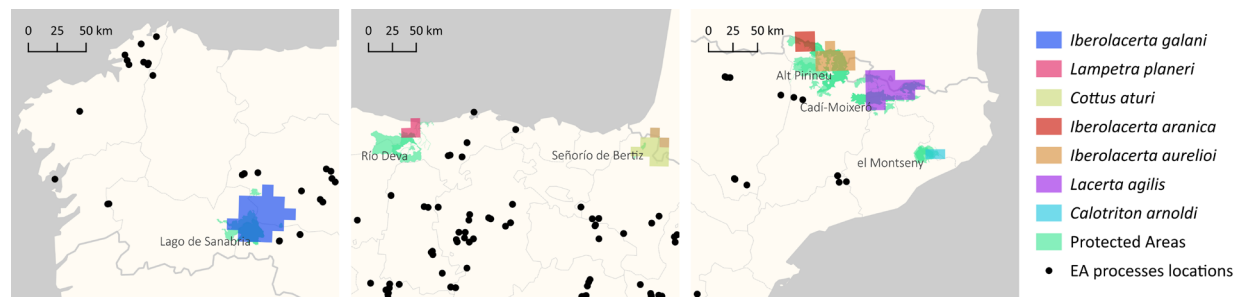 0 25 50 km
Lago de Sanabria
0 25 50 km
Río Deva
Señorío de Bertiz
0 25 50 km
Alt Pirineu
Cadí-Moixeró
el Montseny
Iberolacerta galani
Lampetra planeri
Cottus aturi
Iberolacerta aranica
Iberolacerta aurelioi
Lacerta agilis
Calotriton arnoldi
Protected Areas
EA processes locations